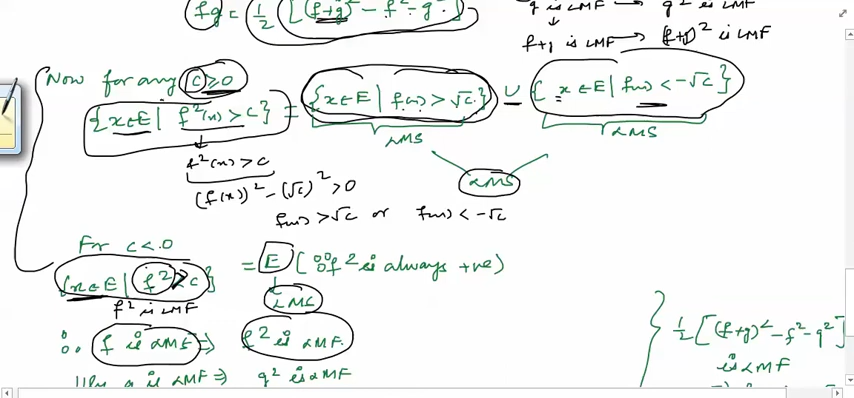 fg = { 1/2 [(f+g)² - f² - g²] }
g is LMF → g² is LMF
f+g is LMF → (f+g)² is LMF
Now for any c ≥ 0
{x∈E | f²(x) > c} = {x∈E | f(x) > √c} ∪ {x∈E | f(x) < -√c}
LMS LMS
f²(x) > c
LMS
(f(x))² - (√c)² > 0
f(x) > √c or f(x) < -√c
For c < 0
{x∈E | f² > c} = E [∵ f² is always +ve)
LMS
f² is LMF
∴ f is LMF ⇒ f² is LMF.
1/2 [(f+g)² - f² - g²]
is LMF
g is LMF ⇒ g² is LMF